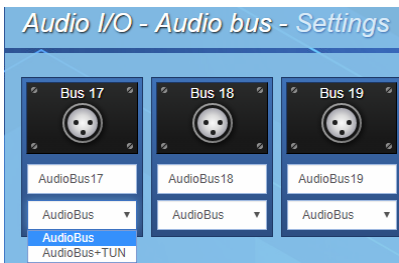 Audio I/O - Audio bus - Settings
Bus 17 Bus 18 Bus 19
AudioBus17 AudioBus18 AudioBus19
AudioBus AudioBus AudioBus
AudioBus
AudioBus+TUN